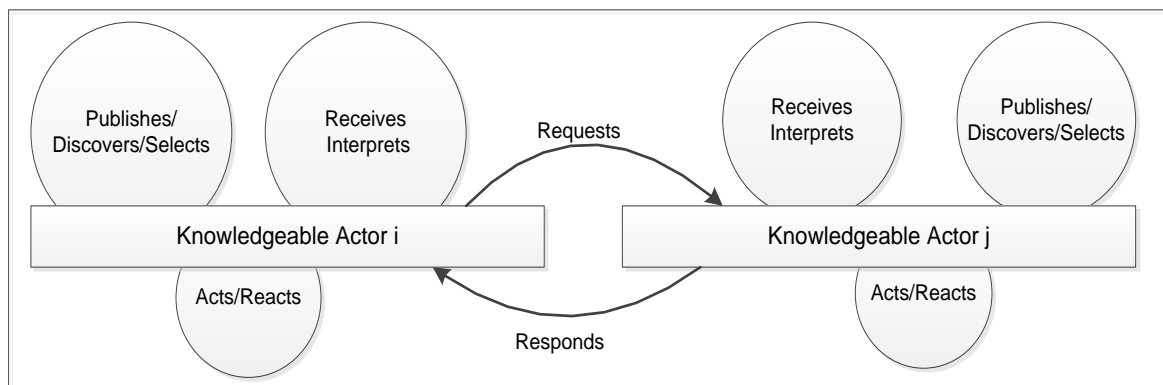 Publishes/
Discovers/Selects
Receives
Interprets
Requests
Receives
Interprets
Publishes/
Discovers/Selects
Knowledgeable Actor i
Knowledgeable Actor j
Acts/Reacts
Acts/Reacts
Responds